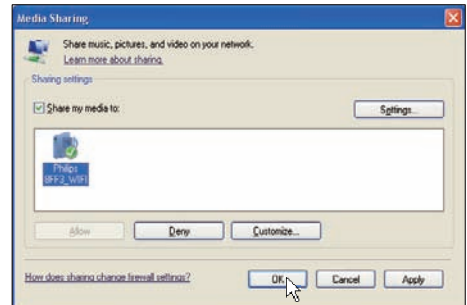 Media Sharing
Share music, pictures, and video on your network.
Learn more about sharing.
Sharing settings
Share my media to:
Settings...
Philips
BFF3_WIFI
Allow
Deny
Customize...
How does sharing change firewall settings?
OK
Cancel
Apply